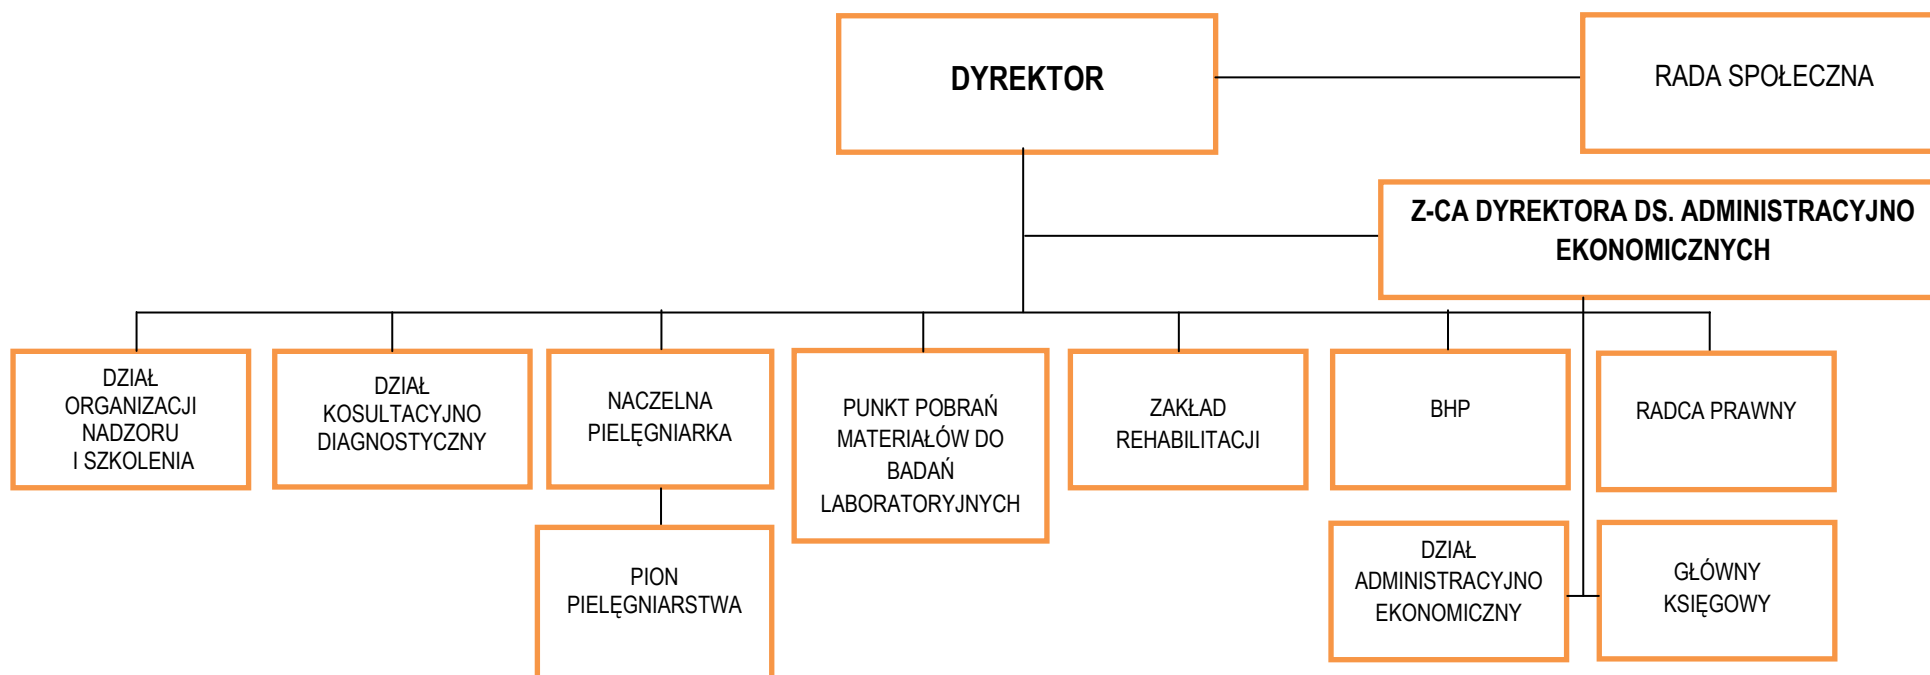 DYREKTOR
RADA SPOŁECZNA
Z-CA DYREKTORA DS. ADMINISTRACYJNO
EKONOMICZNYCH
DZIAŁ
ORGANIZACJI
NADZORU
I SZKOLENIA
DZIAŁ
KOSULTACYJNO
DIAGNOSTYCZNY
NACZELNA
PIELĘGNIARKA
PUNKT POBRAŃ
MATERIAŁÓW DO
BADAŃ
LABORATORYJNYCH
ZAKŁAD
REHABILITACJI
BHP
RADCA PRAWNY
PION
PIELĘGNIARSTWA
DZIAŁ
ADMINISTRACYJNO
EKONOMICZNY
GŁÓWNY
KSIĘGOWY